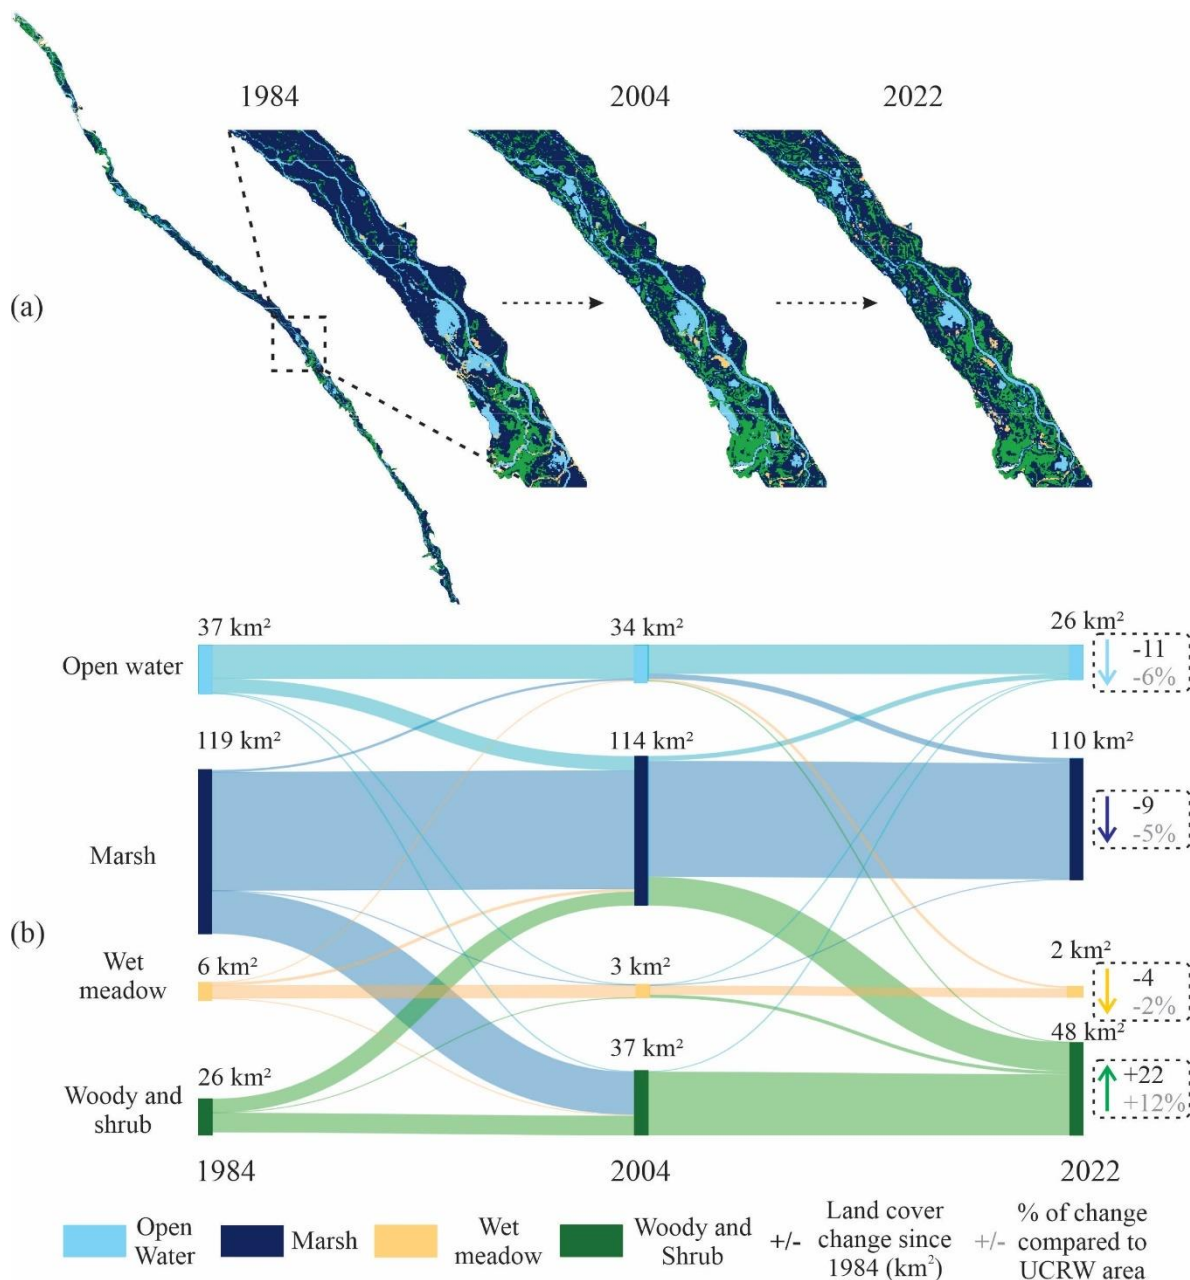 1984
2004
2022
(a)
37 km²
34 km²
26 km²
Open water
-11
-6%
119 km²
114 km²
110 km²
Marsh
-9
-5%
(b)
Wet
meadow
6 km²
3 km²
2 km²
-4
-2%
26 km²
37 km²
48 km²
Woody and
shrub
+22
+12%
1984
2004
2022
Open
Water
Marsh
Wet
meadow
Woody and
Shrub
+/-
Land cover
change since
1984 (km²)
+/-
% of change
compared to
UCRW area